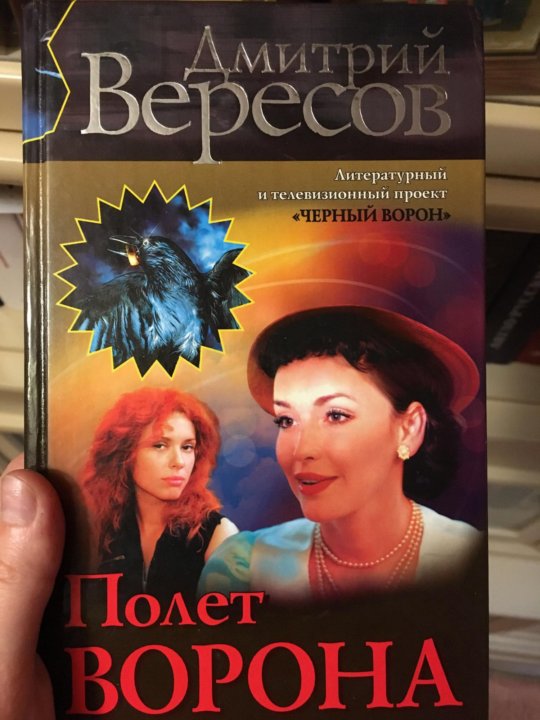 Дмитрий
Вересов
Литературный
и телевизионный проект
«ЧЕРНЫЙ ВОРОН»
Полет
ВОРОНА